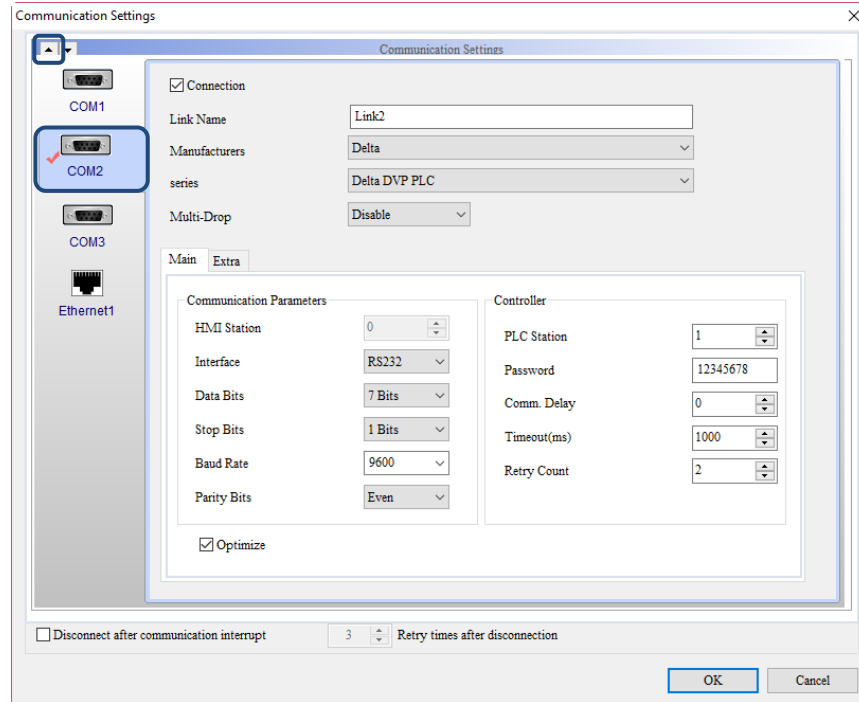 Communication Settings
Communication Settings
COM1
COM2
COM3
Ethernet1
Connection
Link Name Link2
Manufacturers Delta
series Delta DVP PLC
Multi-Drop Disable
Main Extra
Communication Parameters
HMI Station 0
Interface RS232
Data Bits 7 Bits
Stop Bits 1 Bits
Baud Rate 9600
Parity Bits Even
Optimize
Controller
PLC Station 1
Password 12345678
Comm. Delay 0
Timeout(ms) 1000
Retry Count 2
Disconnect after communication interrupt 3 Retry times after disconnection
OK Cancel